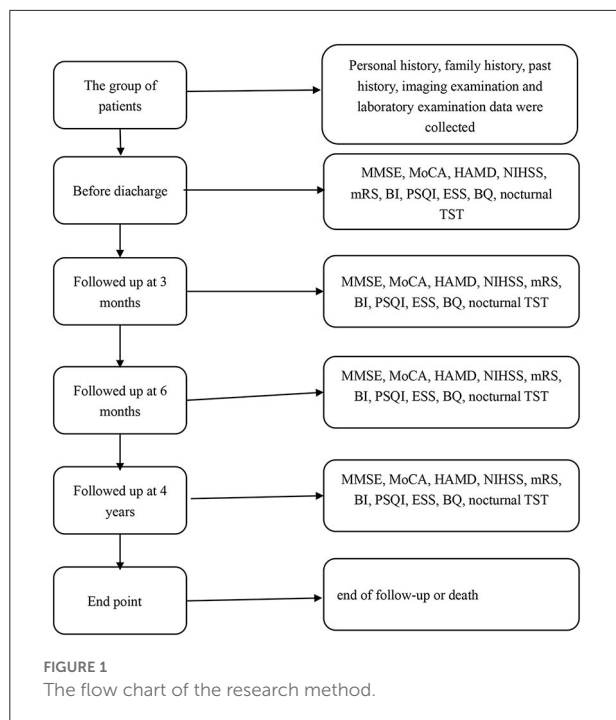 The group of
patients
Personal history, family history, past
history, imaging examination and
laboratory examination data were
collected
Before diacharge
MMSE, MoCA, HAMD, NIHSS,
mRS, BI, PSQI, ESS, BQ, nocturnal
TST
Followed up at 3
months
MMSE, MoCA, HAMD, NIHSS, mRS,
BI, PSQI, ESS, BQ, nocturnal TST
Followed up at 6
months
MMSE, MoCA, HAMD, NIHSS, mRS,
BI, PSQI, ESS, BQ, nocturnal TST
Followed up at 4
years
MMSE, MoCA, HAMD, NIHSS, mRS,
BI, PSQI, ESS, BQ, nocturnal TST
End point
end of follow-up or death
FIGURE 1
The flow chart of the research method.